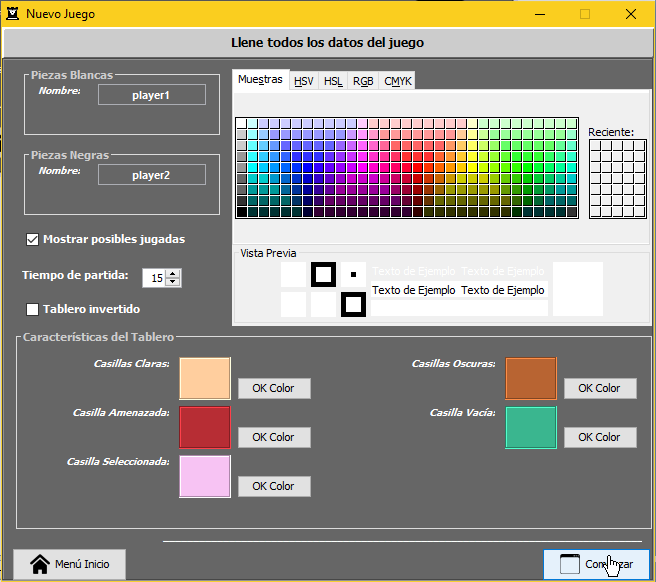 Nuevo Juego
Llene todos los datos del juego
Piezas Blancas
Nombre:
player1
Piezas Negras
Nombre:
player2
Mostrar posibles jugadas
Tiempo de partida:
15
Tablero invertido
Muestras
HSV
HSL
RGB
CMYK
Reciente:
Vista Previa
Texto de Ejemplo Texto de Ejemplo
Texto de Ejemplo Texto de Ejemplo
Características del Tablero
Casillas Claras:
OK Color
Casillas Oscuras:
OK Color
Casilla Amenazada:
OK Color
Casilla Vacía:
OK Color
Casilla Seleccionada:
OK Color
Menú Inicio